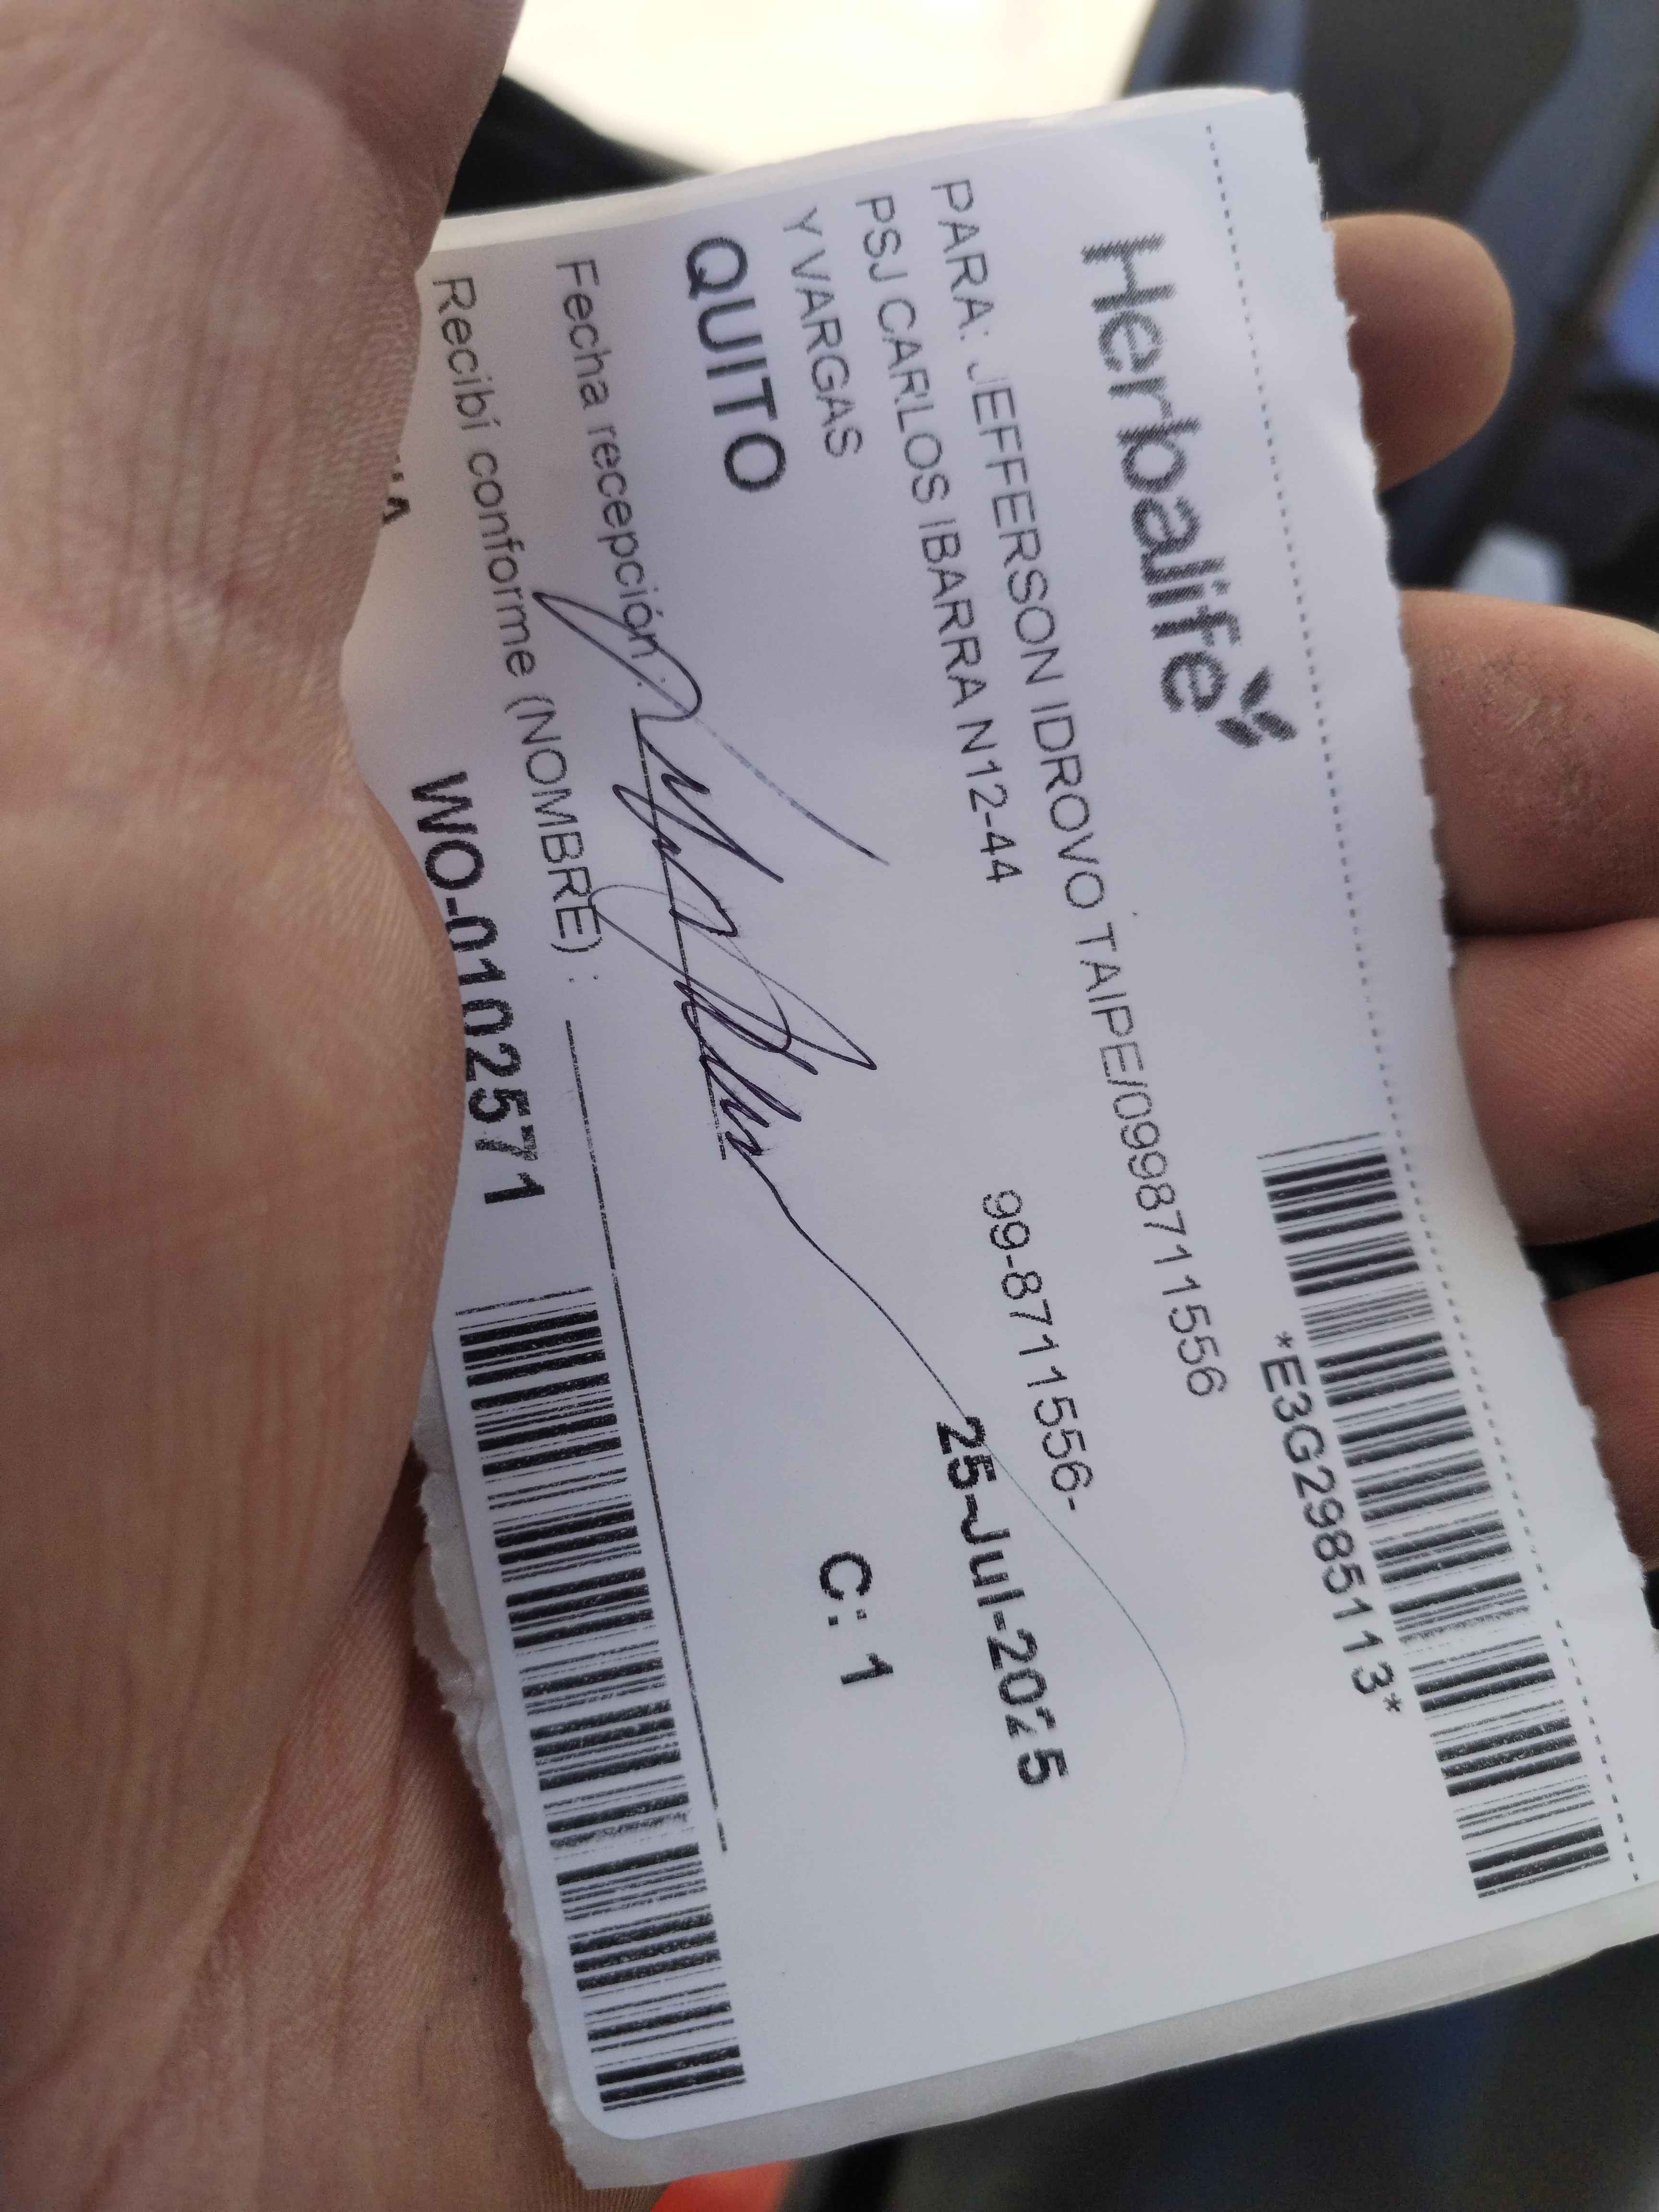 Herbalife
*E3G2985113*
PARA: JEFFERSON IDROVO TAIPE/0998711556
PSJ CARLOS IBARRA N12-44
99-8711556-
Y VARGAS
25-Jul-2025
QUITO
C: 1
Fecha recepción :
Recibí conforme (NOMBRE) :
WO-0102571